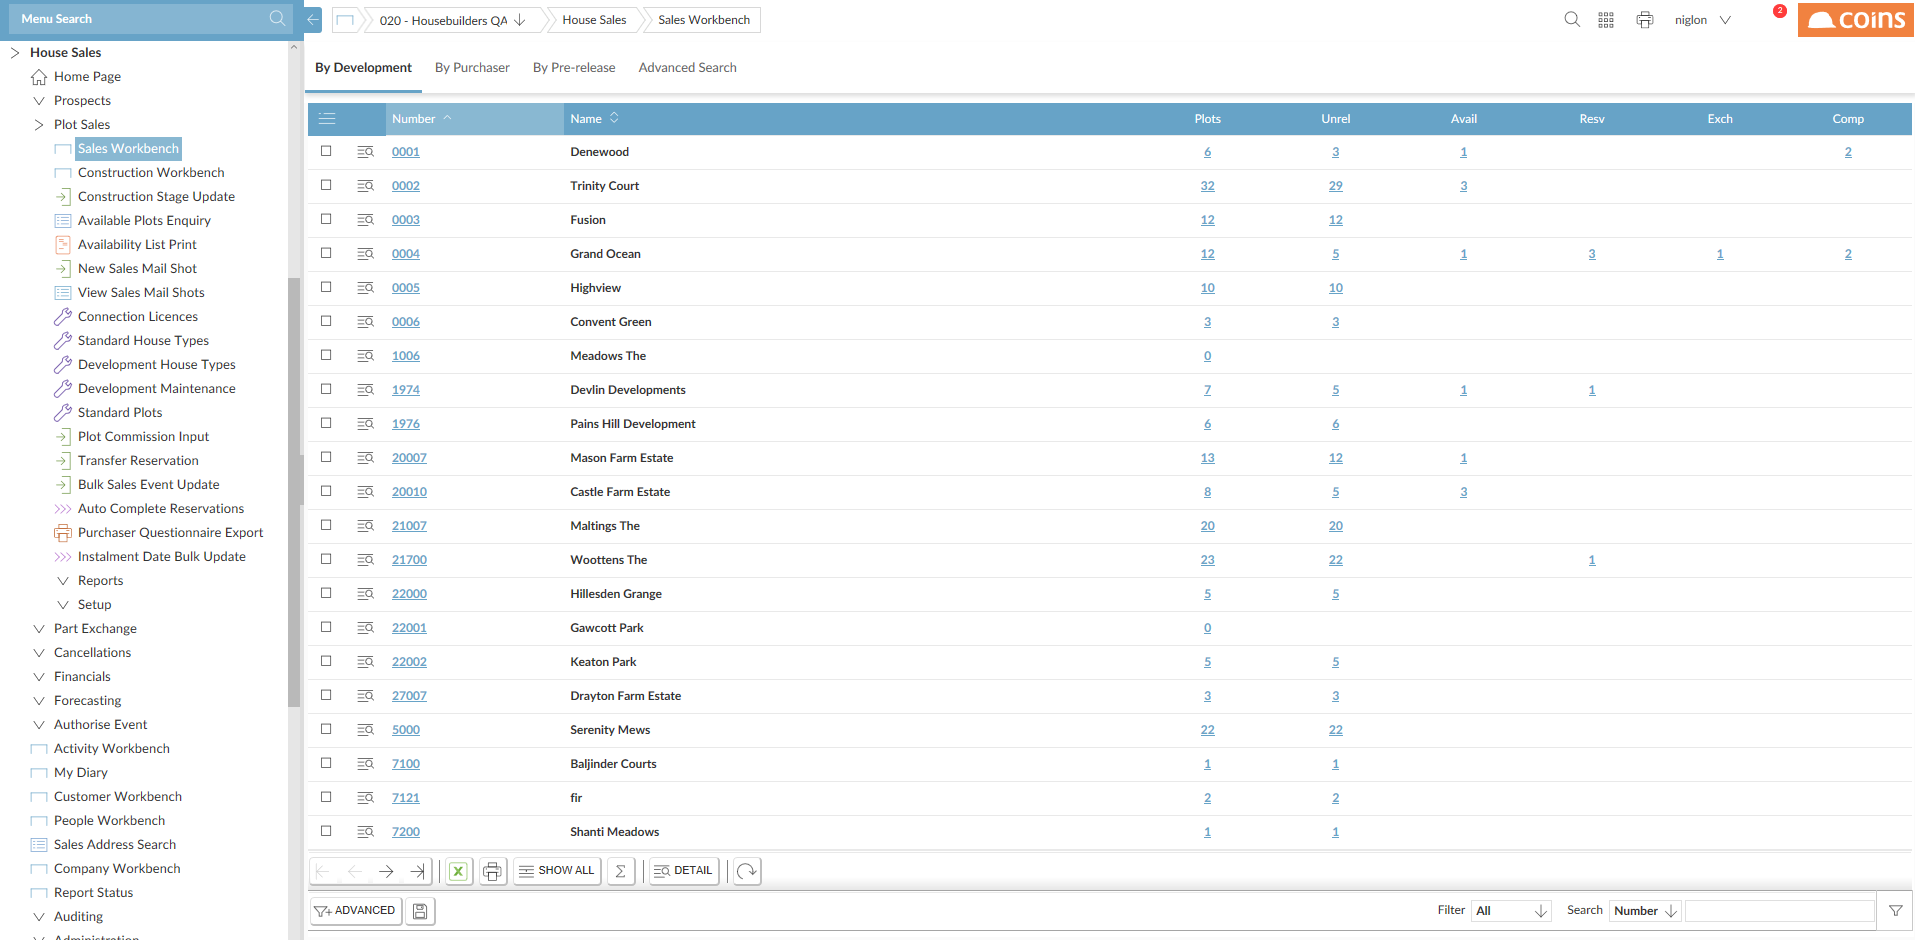 Menu Search
020 - Housebuilders QA
House Sales
Sales Workbench
niglon
2
coins
House Sales
Home Page
Prospects
Plot Sales
Sales Workbench
Construction Workbench
Construction Stage Update
Available Plots Enquiry
Availability List Print
New Sales Mail Shot
View Sales Mail Shots
Connection Licences
Standard House Types
Development House Types
Development Maintenance
Standard Plots
Plot Commission Input
Transfer Reservation
Bulk Sales Event Update
Auto Complete Reservations
Purchaser Questionnaire Export
Instalment Date Bulk Update
Reports
Setup
Part Exchange
Cancellations
Financials
Forecasting
Authorise Event
Activity Workbench
My Diary
Customer Workbench
People Workbench
Sales Address Search
Company Workbench
Report Status
Auditing
Administration
By Development By Purchaser By Pre-release Advanced Search
Number Name Plots Unrel Avail Resv Exch Comp
0001 Denewood 6 3 1 2
0002 Trinity Court 32 29 3
0003 Fusion 12 12
0004 Grand Ocean 12 5 1 3 1 2
0005 Highview 10 10
0006 Convent Green 3 3
1006 Meadows The 0
1974 Devlin Developments 7 5 1 1
1976 Pains Hill Development 6 6
20007 Mason Farm Estate 13 12 1
20010 Castle Farm Estate 8 5 3
21007 Maltings The 20 20
21700 Woottens The 23 22 1
22000 Hillesden Grange 5 5
22001 Gawcott Park 0
22002 Keaton Park 5 5
27007 Drayton Farm Estate 3 3
5000 Serenity Mews 22 22
7100 Baljinder Courts 1 1
7121 fir 2 2
7200 Shanti Meadows 1 1
SHOW ALL Σ DETAIL
ADVANCED Filter All Search Number